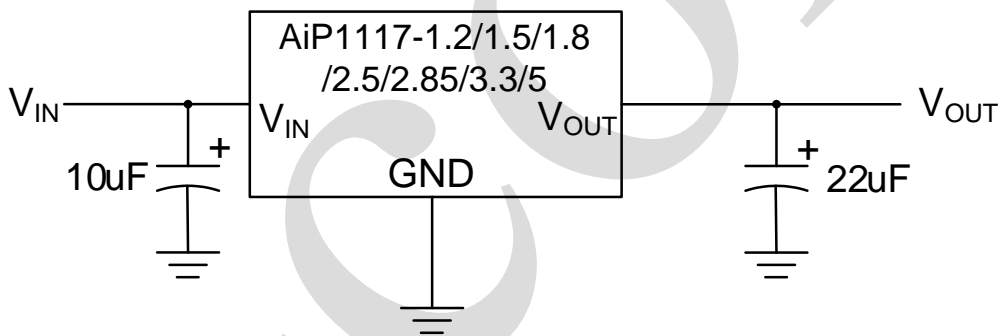 AiP1117-1.2/1.5/1.8
/2.5/2.85/3.3/5
VIN
VIN
VOUT
VOUT
+
10uF
GND
+
22uF